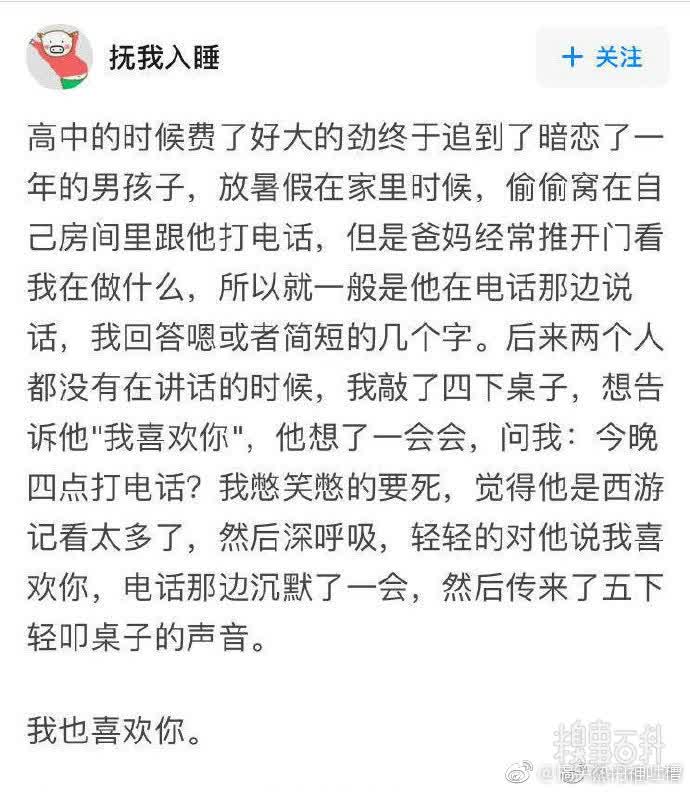 抚我入睡
+ 关注
高中的时候费了好大的劲终于追到了暗恋了一
年的男孩子，放暑假在家里时候，偷偷窝在自
己房间里跟他打电话，但是爸妈经常推开门看
我在做什么，所以就一般是他在电话那边说
话，我回答嗯或者简短的几个字。后来两个人
都没有在讲话的时候，我敲了四下桌子，想告
诉他"我喜欢你"，他想了一会会，问我：今晚
四点打电话？我憋笑憋的要死，觉得他是西游
记看太多了，然后深呼吸，轻轻的对他说我喜
欢你，电话那边沉默了一会，然后传来了五下
轻叩桌子的声音。
我也喜欢你。
糗事百科